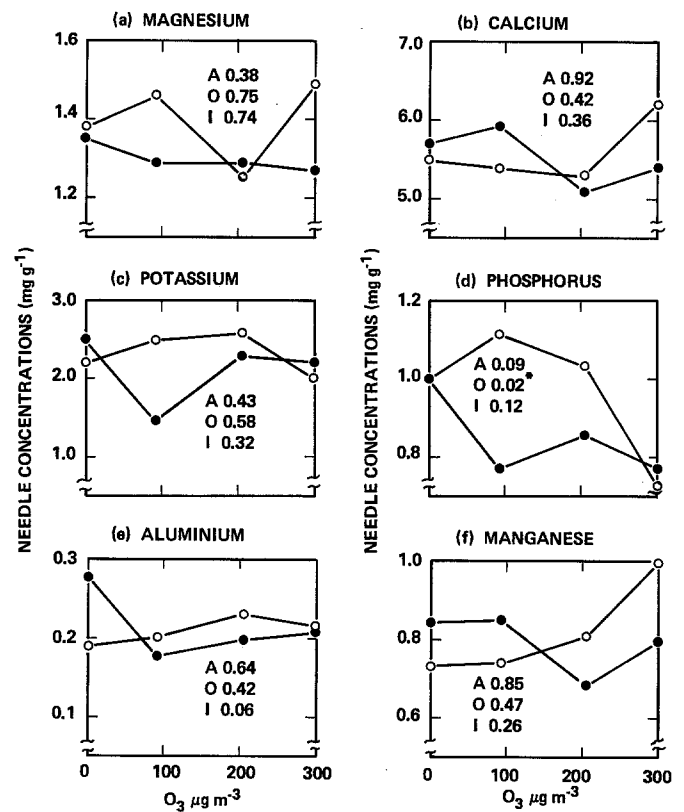 (a) MAGNESIUM
1.6
1.4
1.2
A 0.38
O 0.75
I 0.74
(b) CALCIUM
7.0
6.0
5.0
A 0.92
O 0.42
I 0.36
(c) POTASSIUM
3.0
2.0
1.0
A 0.43
O 0.58
I 0.32
(d) PHOSPHORUS
1.2
1.0
0.8
A 0.09
O 0.02*
I 0.12
(e) ALUMINIUM
0.3
0.2
0.1
A 0.64
O 0.42
I 0.06
0 100 200 300
O₃ µg m⁻³
(f) MANGANESE
1.0
0.8
0.6
A 0.85
O 0.47
I 0.26
0 100 200 300
O₃ µg m⁻³
NEEDLE CONCENTRATIONS (mg g⁻¹)
NEEDLE CONCENTRATIONS (mg g⁻¹)